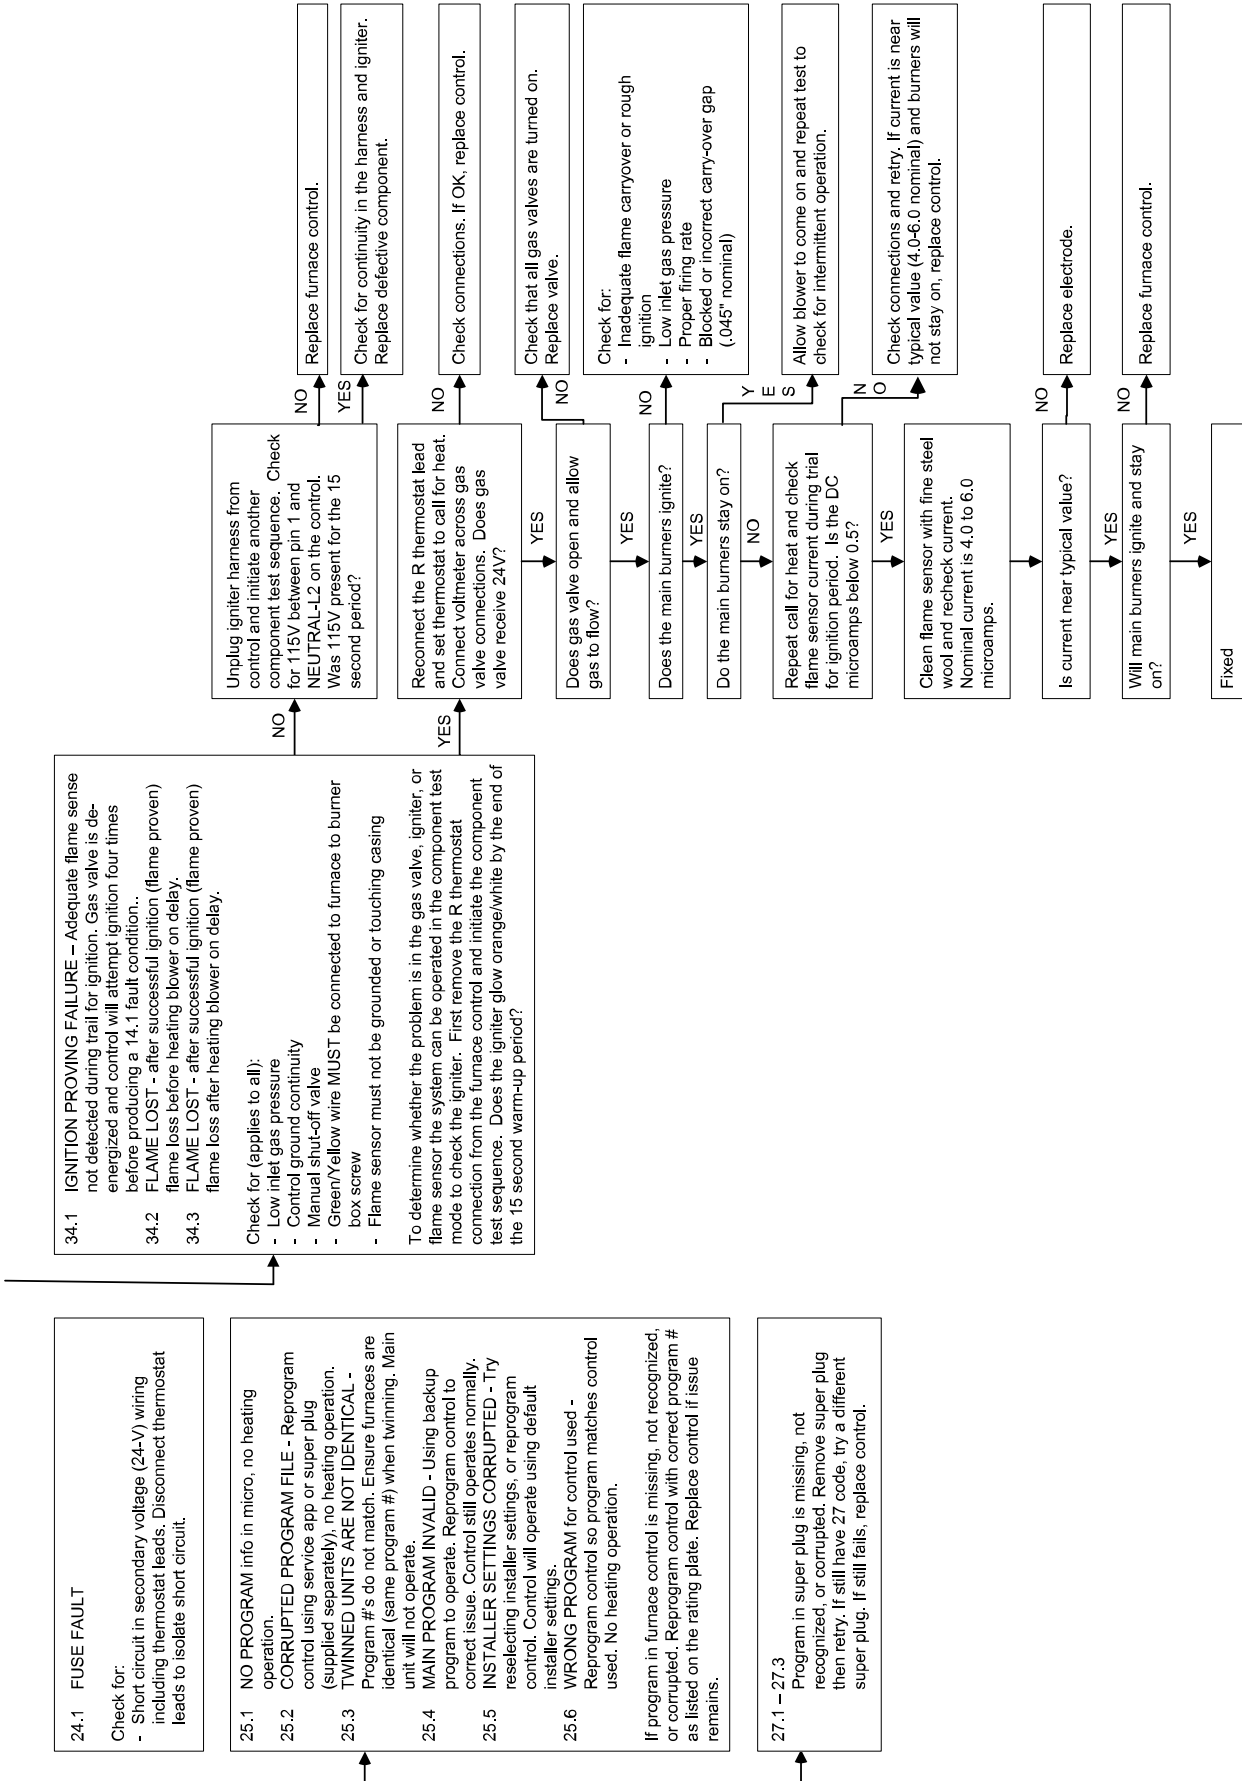 24.1 FUSE FAULT
Check for:
- Short circuit in secondary voltage (24-V) wiring
including thermostat leads. Disconnect thermostat
leads to isolate short circuit.
25.1 NO PROGRAM info in micro, no heating
operation.
25.2 CORRUPTED PROGRAM FILE - Reprogram
control using service app or super plug
(supplied separately), no heating operation.
25.3 TWINNED UNITS ARE NOT IDENTICAL -
Program #'s do not match. Ensure furnaces are
identical (same program #) when twinning. Main
unit will not operate.
25.4 MAIN PROGRAM INVALID - Using backup
program to operate. Reprogram control to
correct issue. Control still operates normally.
25.5 INSTALLER SETTINGS CORRUPTED - Try
reselecting installer settings, or reprogram
control. Control will operate using default
installer settings.
25.6 WRONG PROGRAM for control used -
Reprogram control so program matches control
used. No heating operation.
If program in furnace control is missing, not recognized,
or corrupted. Reprogram control with correct program #
as listed on the rating plate. Replace control if issue
remains.
27.1 – 27.3
Program in super plug is missing, not
recognized, or corrupted. Remove super plug
then retry. If still have 27 code, try a different
super plug. If still fails, replace control.
34.1 IGNITION PROVING FAILURE – Adequate flame sense
not detected during trail for ignition. Gas valve is de-
energized and control will attempt ignition four times
before producing a 14.1 fault condition..
34.2 FLAME LOST - after successful ignition (flame proven)
flame loss before heating blower on delay.
34.3 FLAME LOST - after successful ignition (flame proven)
flame loss after heating blower on delay.
Check for (applies to all):
- Low inlet gas pressure
- Control ground continuity
- Manual shut-off valve
- Green/Yellow wire MUST be connected to furnace to burner
box screw
- Flame sensor must not be grounded or touching casing
To determine whether the problem is in the gas valve, igniter, or
flame sensor the system can be operated in the component test
mode to check the igniter. First remove the R thermostat
connection from the furnace control and initiate the component
test sequence. Does the igniter glow orange/white by the end of
the 15 second warm-up period?
NO
YES
Unplug igniter harness from
control and initiate another
component test sequence. Check
for 115V between pin 1 and
NEUTRAL-L2 on the control.
Was 115V present for the 15
second period?
NO
Replace furnace control.
YES
Check for continuity in the harness and igniter.
Replace defective component.
Reconnect the R thermostat lead
and set thermostat to call for heat.
Connect voltmeter across gas
valve connections. Does gas
valve receive 24V?
NO
Check connections. If OK, replace control.
YES
Does gas valve open and allow
gas to flow?
NO
Check that all gas valves are turned on.
Replace valve.
YES
Does the main burners ignite?
NO
Check for:
- Inadequate flame carryover or rough
ignition
- Low inlet gas pressure
- Proper firing rate
- Blocked or incorrect carry-over gap
(.045" nominal)
YES
Do the main burners stay on?
YES
Allow blower to come on and repeat test to
check for intermittent operation.
NO
Repeat call for heat and check
flame sensor current during trial
for ignition period. Is the DC
microamps below 0.5?
NO
Check connections and retry. If current is near
typical value (4.0-6.0 nominal) and burners will
not stay on, replace control.
YES
Clean flame sensor with fine steel
wool and recheck current.
Nominal current is 4.0 to 6.0
microamps.
Is current near typical value?
NO
Replace electrode.
YES
Will main burners ignite and stay
on?
NO
Replace furnace control.
YES
Fixed